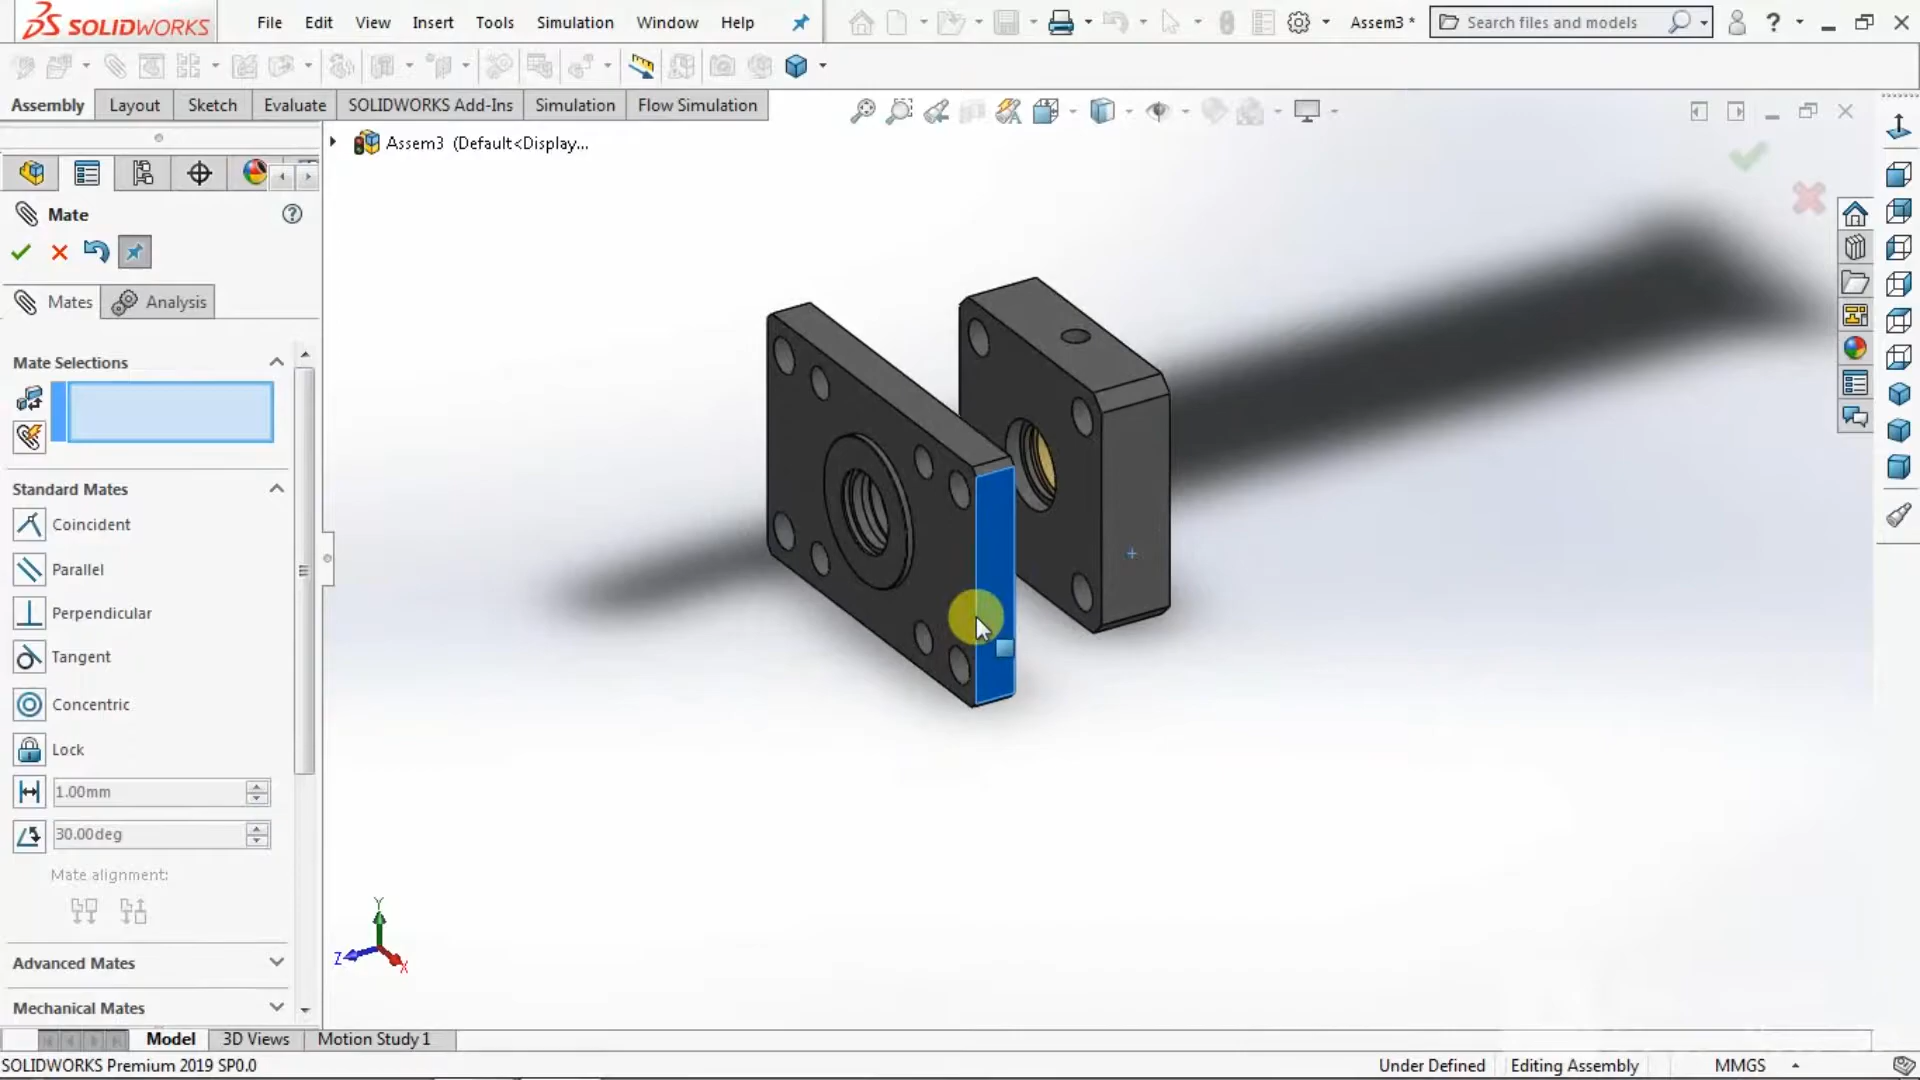 SOLIDWORKS File Edit View Insert Tools Simulation Window Help Assem3 * Search files and models ?
Assembly Layout Sketch Evaluate SOLIDWORKS Add-Ins Simulation Flow Simulation
Assem3 (Default<Display...
Mate ?
Mates Analysis
Mate Selections
Standard Mates
Coincident
Parallel
Perpendicular
Tangent
Concentric
Lock
1.00mm
30.00deg
Mate alignment:
Y
Z X
Advanced Mates
Mechanical Mates
Model 3D Views Motion Study 1
SOLIDWORKS Premium 2019 SP0.0 Under Defined Editing Assembly MMGS